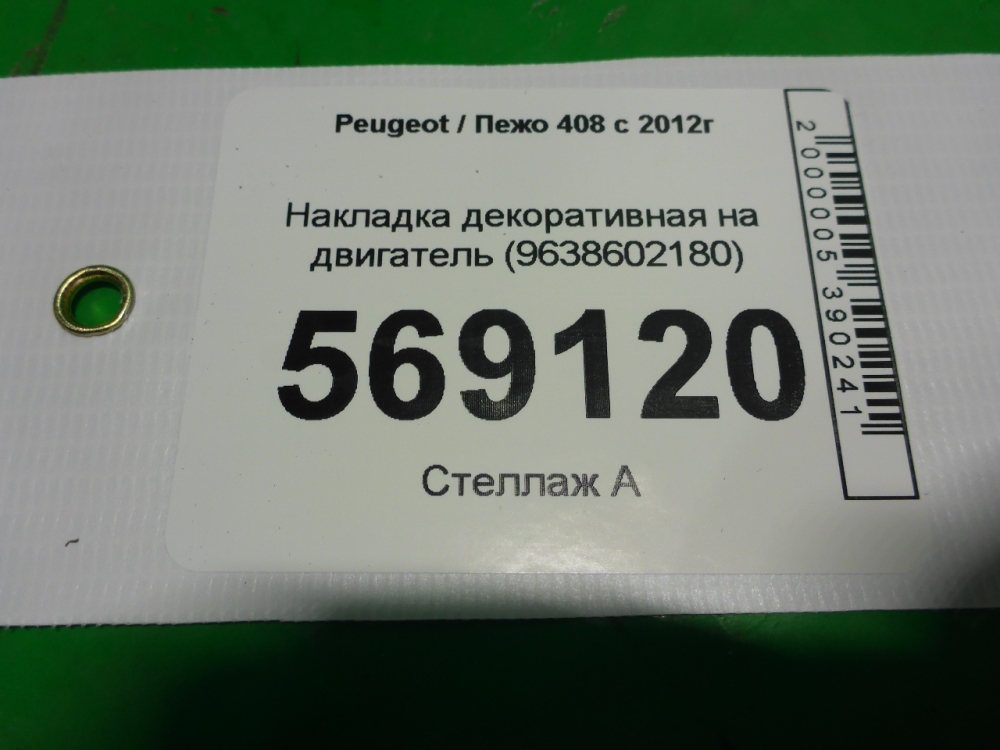 Peugeot / Пежо 408 с 2012г
Накладка декоративная на
двигатель (9638602180)
569120
Стеллаж А
2000005390241